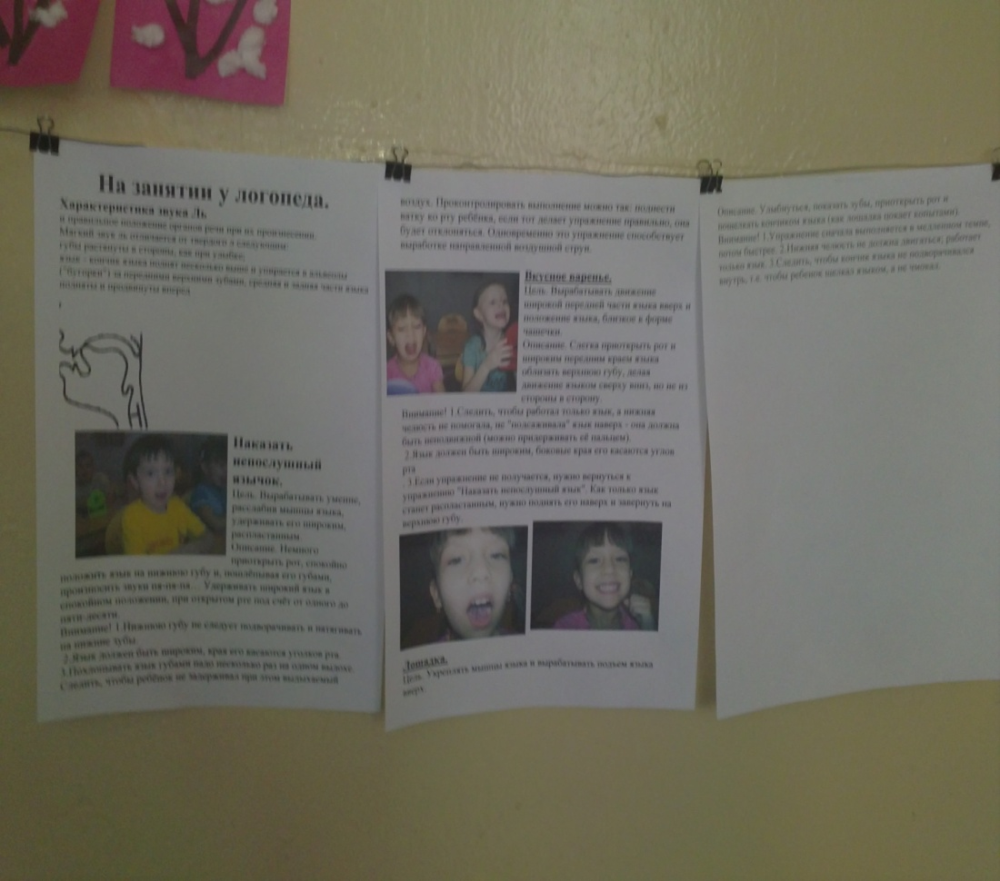 На занятии у логопеда.
Характеристика звука Ль
и правильное положение органов речи при их произнесении.
Мягкий звук ль отличается от твердого а следующим:
губы растянуты в стороны, как при улыбке;
язык - кончик языка поднят несколько выше и упирается в альвеолы
("бугорки") за передними верхними зубами, средняя и задняя части языка
подняты и продвинуты вперед
Наказать
непослушный
язычок.
Цель. Вырабатывать умение,
расслабив мышцы языка,
удерживать его широким,
распластанным.
Описание. Немного
приоткрыть рот, спокойно
положить язык на нижнюю губу и, пошлёпывая его губами,
произносить звуки пя-пя-пя... Удерживать широкий язык в
спокойном положении, при открытом рте под счёт от одного до
пяти-десяти.
Внимание! 1.Нижнюю губу не следует подворачивать и натягивать
на нижние зубы.
2.Язык должен быть широким, края его касаются уголков рта.
3.Похлопывать язык губами надо несколько раз на одном выдохе.
Следить, чтобы ребёнок не задерживал при этом выдыхаемый
воздух. Проконтролировать выполнение можно так: поднести
ватку ко рту ребёнка, если тот делает упражнение правильно, она
будет отклоняться. Одновременно это упражнение способствует
выработке направленной воздушной струи.
Вкусное варенье.
Цель. Вырабатывать движение
широкой передней части языка вверх и
положение языка, близкое к форме
чашечки.
Описание. Слегка приоткрыть рот и
широким передним краем языка
облизать верхнюю губу, делая
движение языком сверху вниз, но не из
стороны в сторону.
Внимание! 1.Следить, чтобы работал только язык, а нижняя
челюсть не помогала, не "подсаживала" язык наверх - она должна
быть неподвижной (можно придерживать её пальцем).
2.Язык должен быть широким, боковые края его касаются углов
рта
. 3.Если упражнение не получается, нужно вернуться к
упражнению "Наказать непослушный язык". Как только язык
станет распластанным, нужно поднять его наверх и завернуть на
верхнюю губу.
Лошадка.
Цель. Укреплять мышцы языка и вырабатывать подъем языка
вверх.
Описание. Улыбнуться, показать зубы, приоткрыть рот и
пощелкать кончиком языка (как лошадка цокает копытами).
Внимание! 1.Упражнение сначала выполняется в медленном темпе,
потом быстрее. 2.Нижняя челюсть не должна двигаться; работает
только язык. 3.Следить, чтобы кончик языка не подворачивался
внутрь, т.е. чтобы ребенок щелкал языком, а не чмокал.